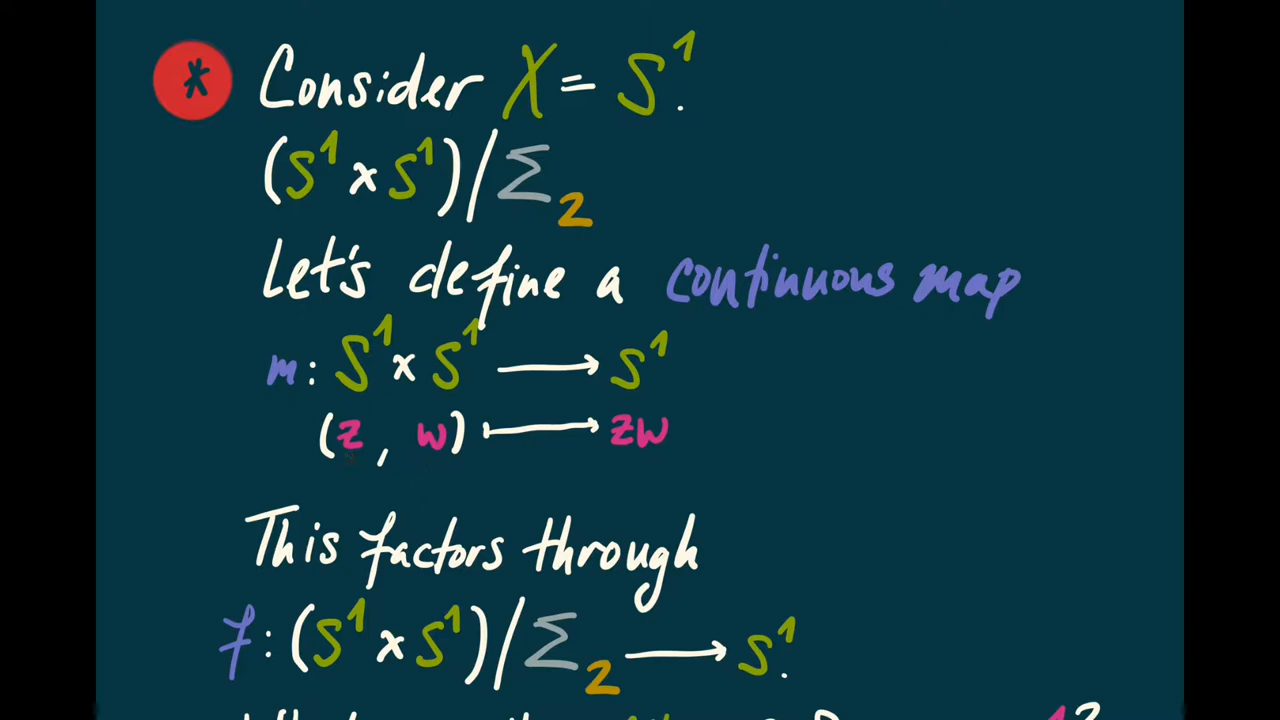 * Consider X = S¹.
(S¹ × S¹)/Σ₂
Let's define a continuous map
m: S¹ × S¹ ⟶ S¹
(z, w) ⟼ zw
This factors through
f: (S¹ × S¹)/Σ₂ ⟶ S¹.